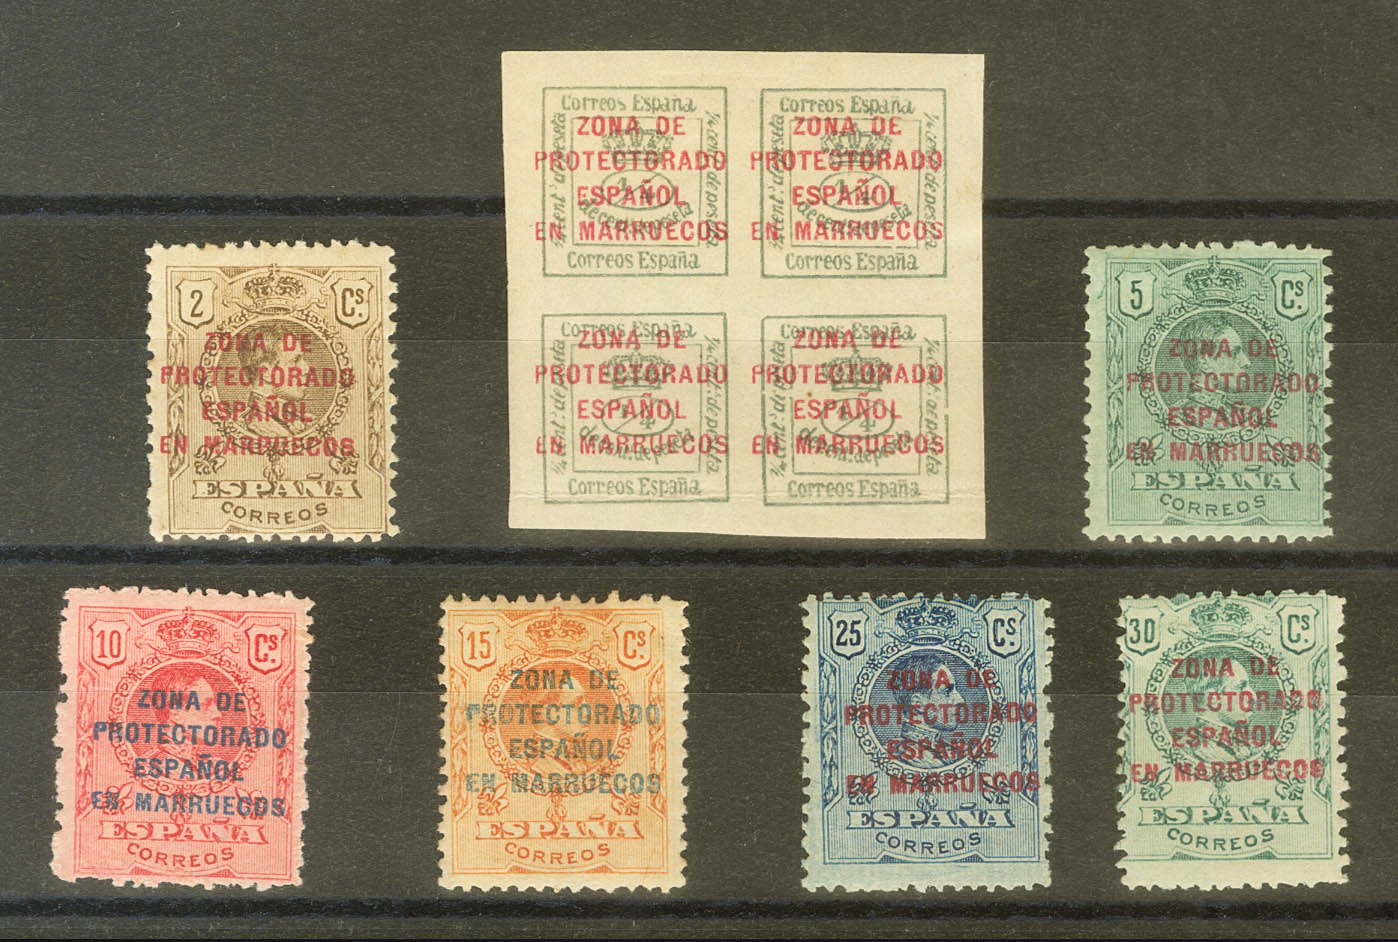 Correos Española
ZONA DE
PROTECTORADO
ESPAÑOL
EN MARRUECOS
Correos España
Correos España
ZONA DE
PROTECTORADO
ESPAÑOL
EN MARRUECOS
Correos España
Correos España
ZONA DE
PROTECTORADO
ESPAÑOL
EN MARRUECOS
Correos España
Correos España
ZONA DE
PROTECTORADO
ESPAÑOL
EN MARRUECOS
Correos España
2 Cs.
ZONA DE
PROTECTORADO
ESPAÑOL
EN MARRUECOS
ESPAÑA
CORREOS
5 Cs.
ZONA DE
PROTECTORADO
ESPAÑOL
EN MARRUECOS
ESPAÑA
CORREOS
10 Cs.
ZONA DE
PROTECTORADO
ESPAÑOL
EN MARRUECOS
ESPAÑA
CORREOS
15 Cs.
ZONA DE
PROTECTORADO
ESPAÑOL
EN MARRUECOS
ESPAÑA
CORREOS
25 Cs.
ZONA DE
PROTECTORADO
ESPAÑOL
EN MARRUECOS
ESPAÑA
CORREOS
30 Cs.
ZONA DE
PROTECTORADO
ESPAÑOL
EN MARRUECOS
ESPAÑA
CORREOS